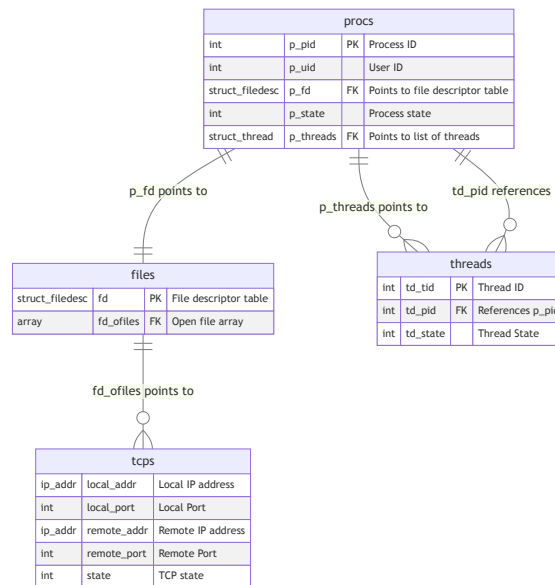 procs
int p_pid PK Process ID
int p_uid User ID
struct_filedesc p_fd FK Points to file descriptor table
int p_state Process state
struct_thread p_threads FK Points to list of threads
p_fd points to
p_threads points to
td_pid references
files
struct_filedesc fd PK File descriptor table
array fd_ofiles FK Open file array
threads
int td_tid PK Thread ID
int td_pid FK References p_pid
int td_state Thread State
fd_ofiles points to
tcps
ip_addr local_addr Local IP address
int local_port Local Port
ip_addr remote_addr Remote IP address
int remote_port Remote Port
int state TCP state